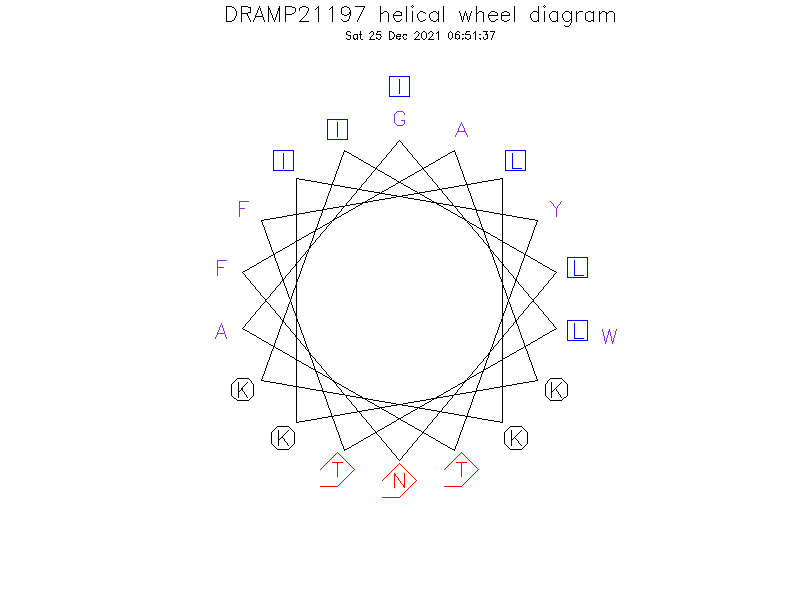 DRAMP21197 helical wheel diagram
Sat 25 Dec 2021 06:51:37
I
I G A
I L
F Y
F L
A L W
K K
K K
T N T